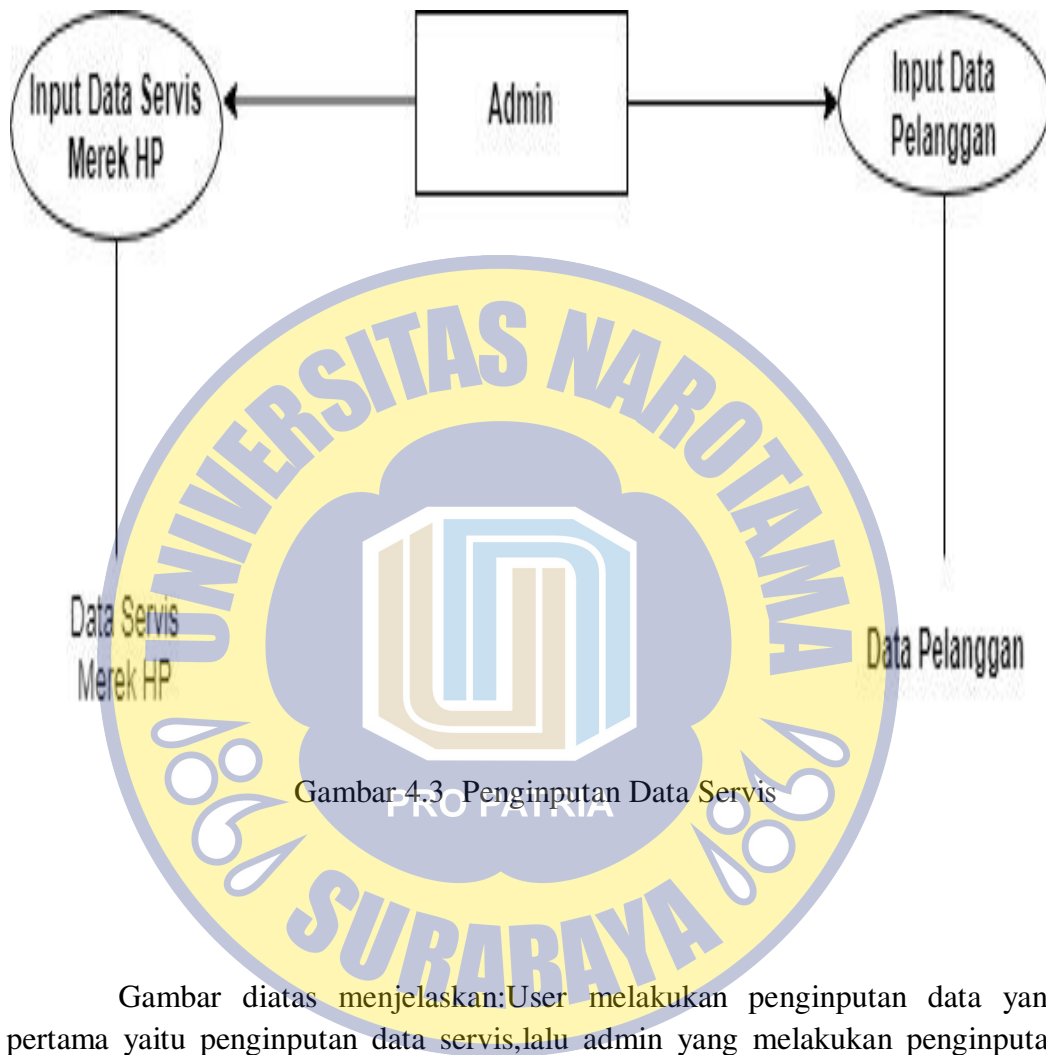 Input Data Servis
Merek HP
Admin
Input Data
Pelanggan
UNIVERSITAS NAROTAMA
Data Servis
Merek HP
Data Pelanggan
Gambar 4.3 Penginputan Data Servis
PRO PATRIA
SURABAYA
Gambar diatas menjelaskan:User melakukan penginputan data yan
pertama yaitu penginputan data servis,lalu admin yang melakukan penginputa